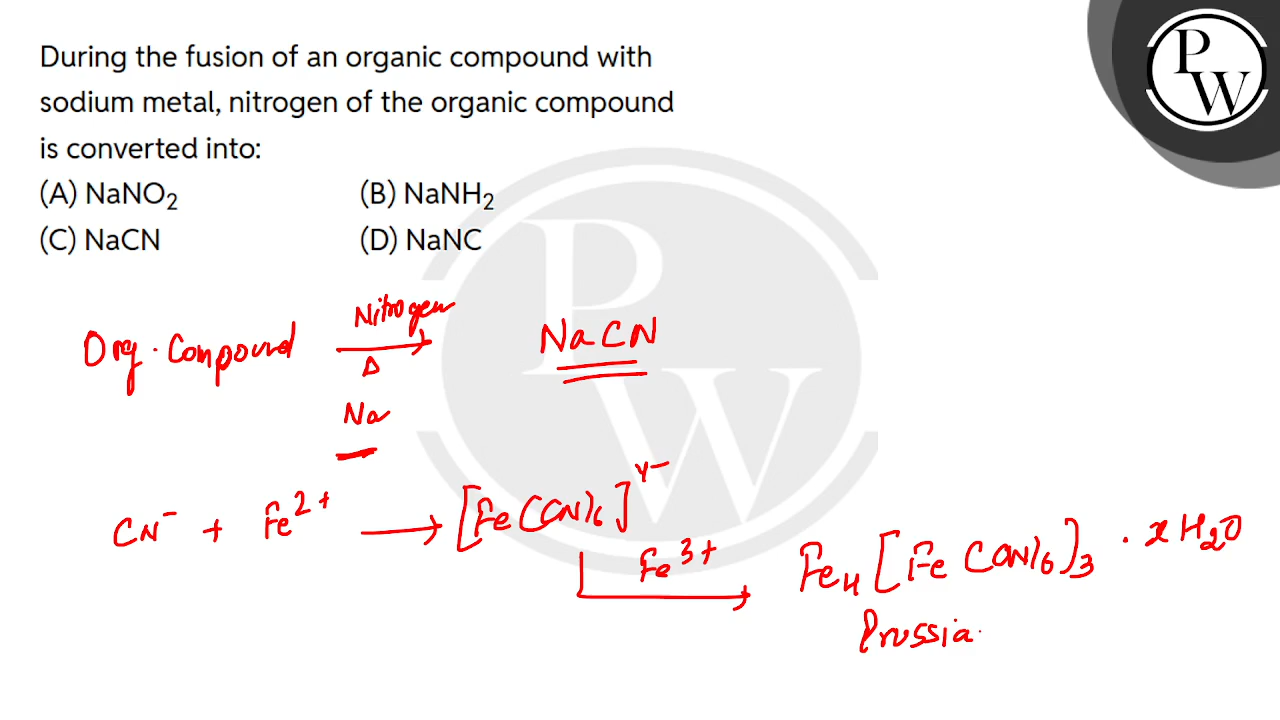 During the fusion of an organic compound with
sodium metal, nitrogen of the organic compound
is converted into:
(A) NaNO₂ (B) NaNH₂
(C) NaCN (D) NaNC
Org. Compound Nitrogen → Δ Na NaCN
CN⁻ + Fe²⁺ → [Fe(CN)₆]⁴⁻
Fe³⁺ → Fe₄[Fe(CN)₆]₃ · xH₂O
Prussia
PW
PW